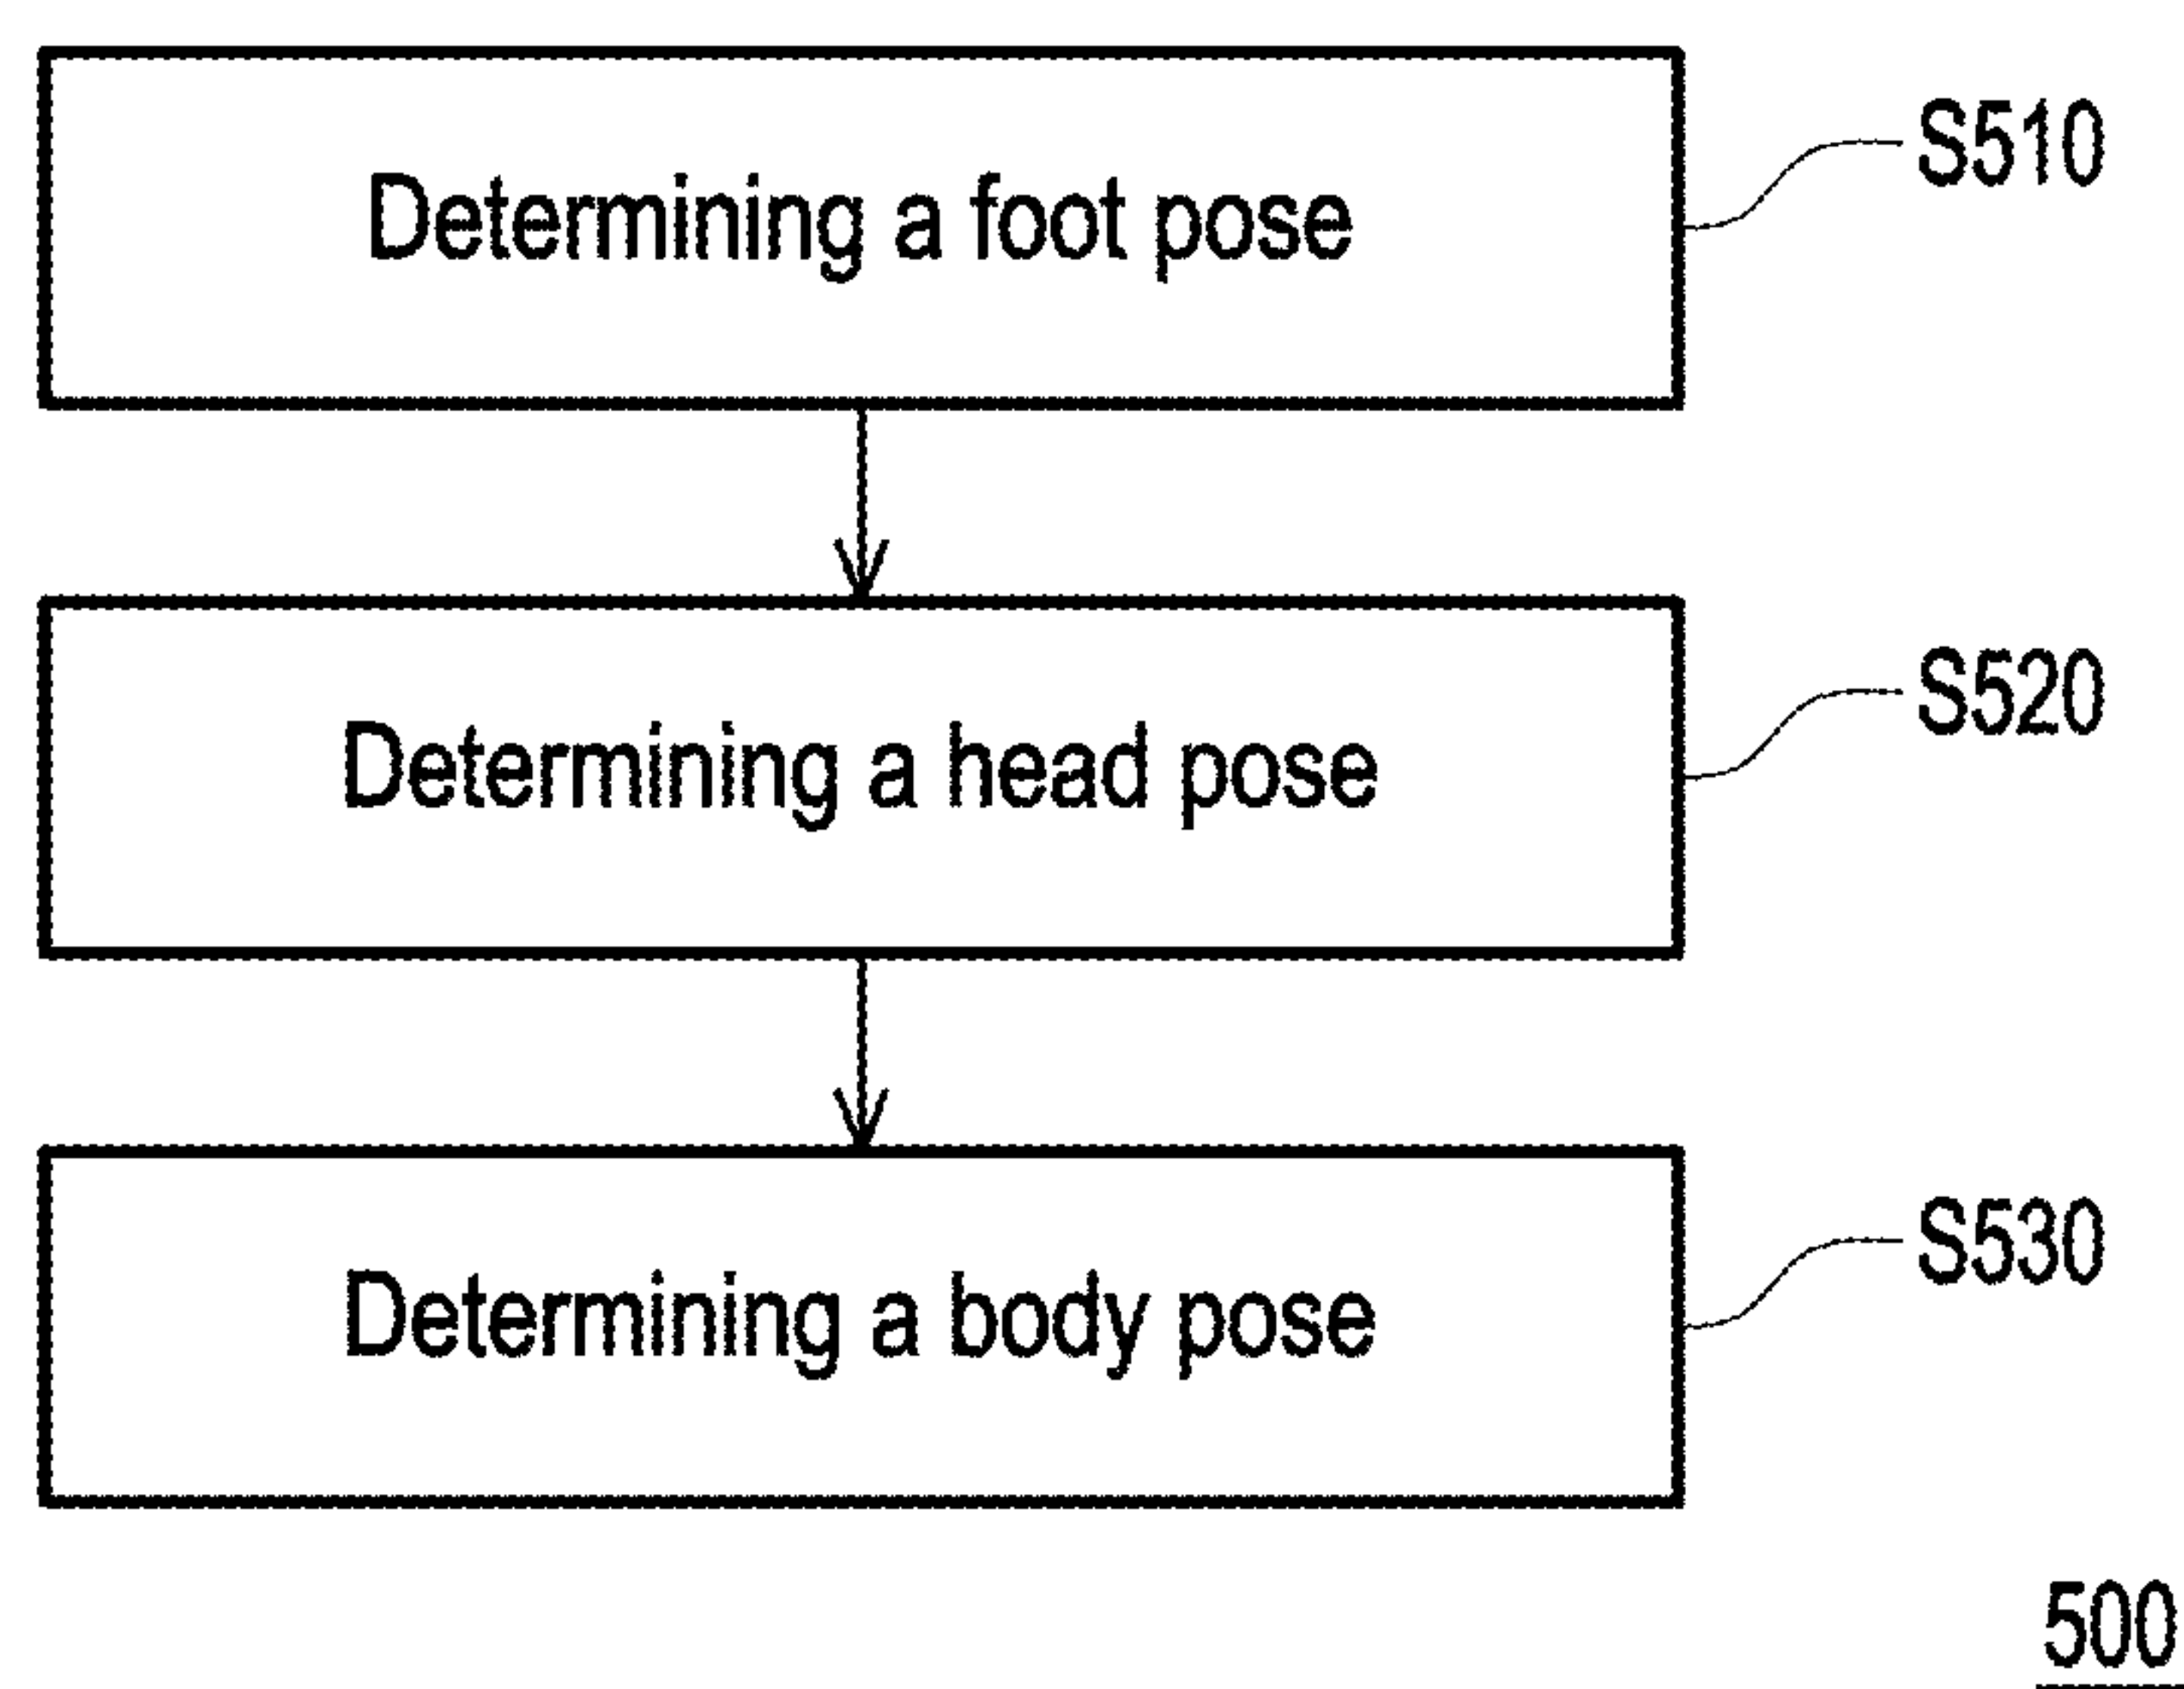 Determining a foot pose
S510
Determining a head pose
S520
Determining a body pose
S530
500